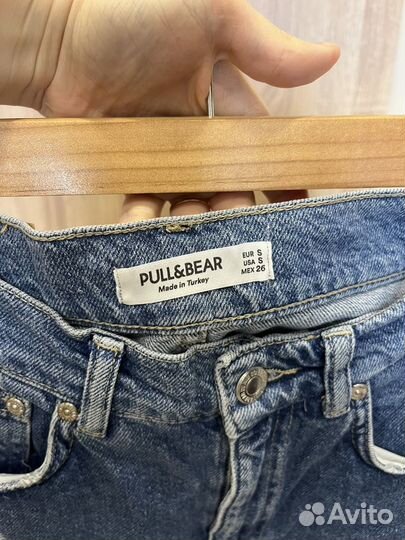 PULL&BEAR
Made in Turkey
EUR S
USA S
MEX 26
Avito